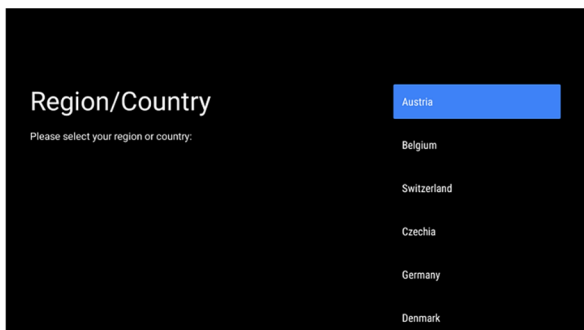 Region/Country
Please select your region or country:
Austria
Belgium
Switzerland
Czechia
Germany
Denmark